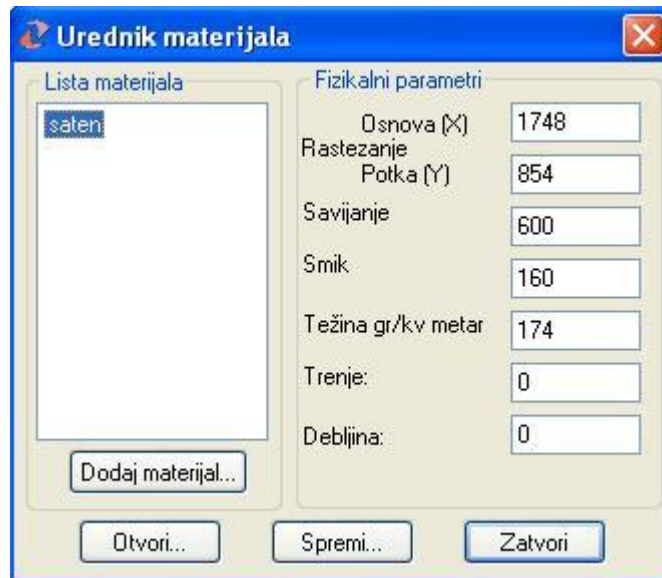 Urednik materijala
Lista materijala
saten
Dodaj materijal...
Fizikalni parametri
Osnova (X) 1748
Rastezanje
Potka (Y) 854
Savijanje 600
Smik 160
Težina gr/kv metar 174
Trenje: 0
Debljina: 0
Otvori... Spremi... Zatvori